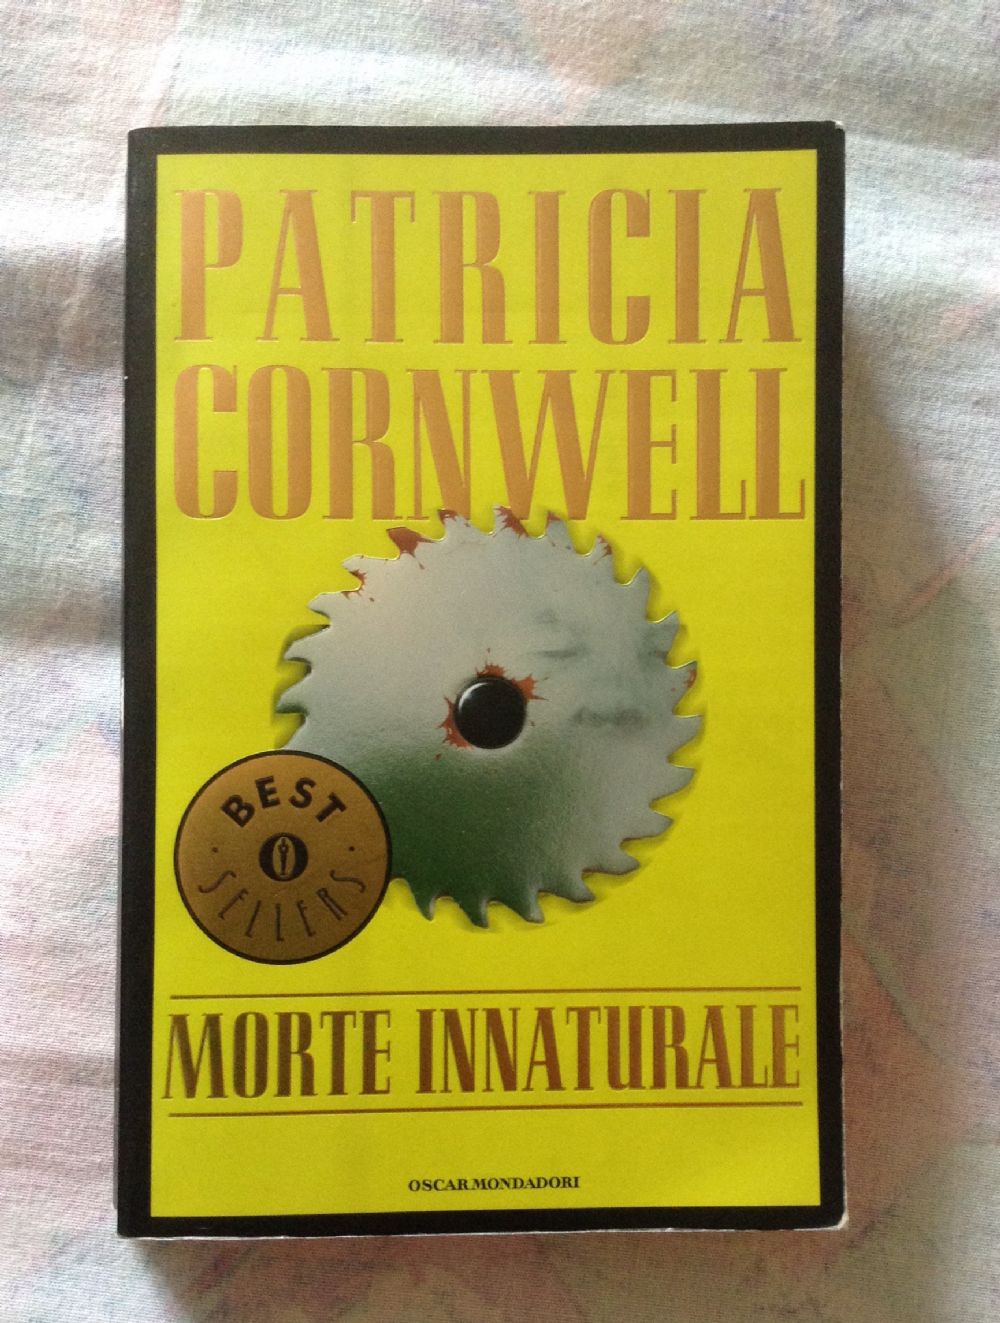 PATRICIA
CORNWELL
BEST
SELLERS
MORTE INNATURALE
OSCAR MONDADORI